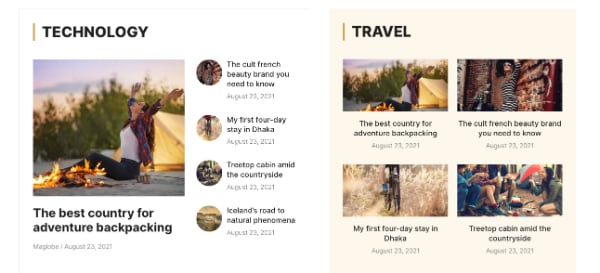 TECHNOLOGY
The best country for
adventure backpacking
Maglobe / August 23, 2021
The cult french
beauty brand you
need to know
August 23, 2021
My first four-day
stay in Dhaka
August 23, 2021
Treetop cabin amid
the countryside
August 23, 2021
Iceland's road to
natural phenomena
August 23, 2021
TRAVEL
The best country for
adventure backpacking
August 23, 2021
The cult french beauty brand
you need to know
August 23, 2021
My first four-day stay in
Dhaka
August 23, 2021
Treetop cabin amid the
countryside
August 23, 2021